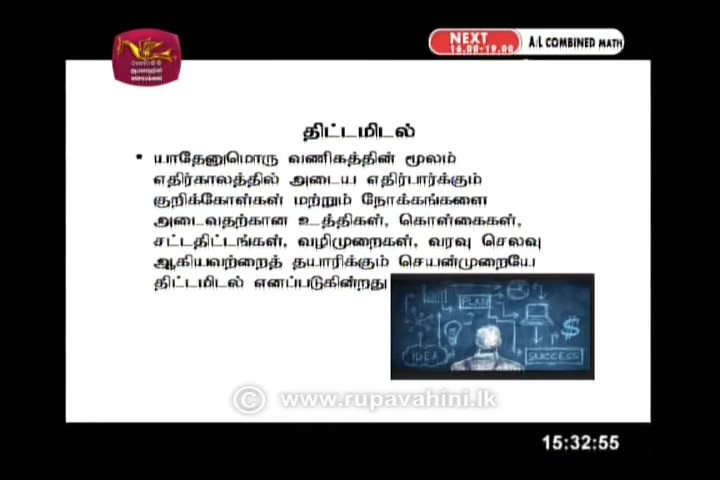 NEXT
16.00-19.00
A/L COMBINED MATH
திட்டமிடல்
• யாதேனுமொரு வணிகத்தின் மூலம்
எதிர்காலத்தில் அடைய எதிர்பார்க்கும்
குறிக்கோள்கள் மற்றும் நோக்கங்களை
அடைவதற்கான உத்திகள், கொள்கைகள்,
சட்டதிட்டங்கள், வழிமுறைகள், வரவு செலவு
ஆகியவற்றைத் தயாரிக்கும் செயன்முறையே
திட்டமிடல் எனப்படுகின்றது
PLAN
$
IDEA
SUCCESS
© www.rupavahini.lk
15:32:55